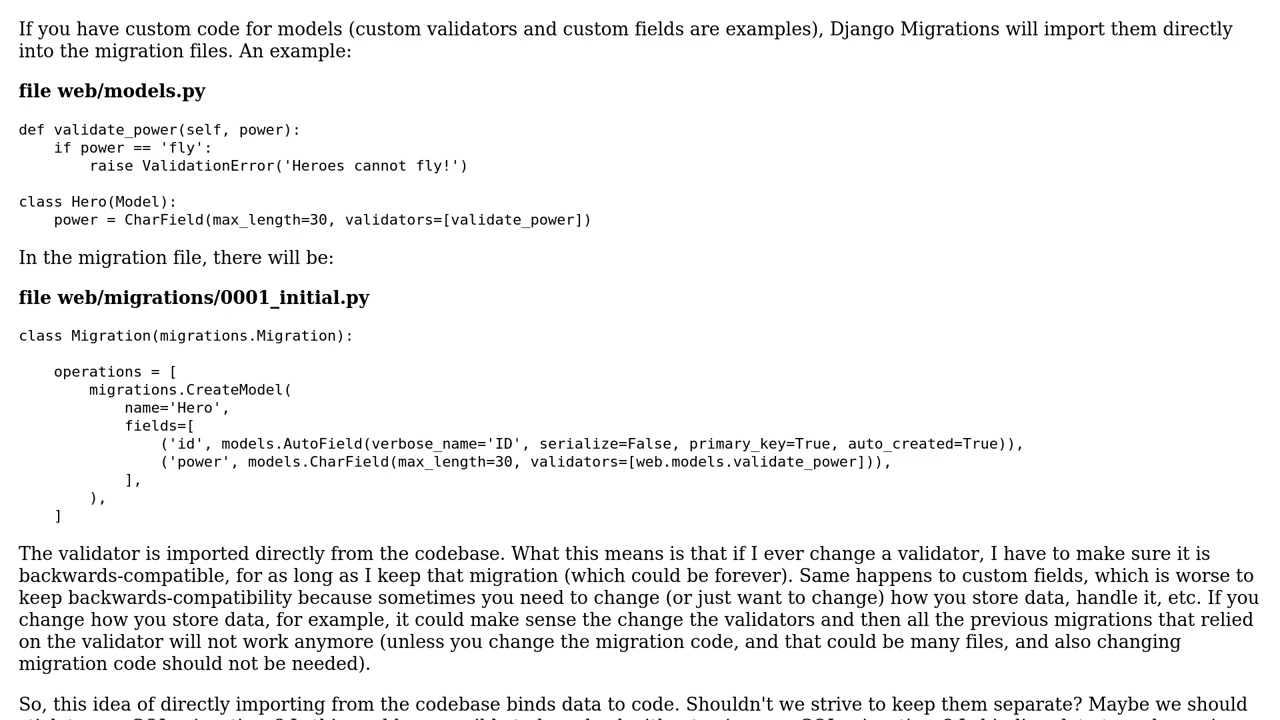 If you have custom code for models (custom validators and custom fields are examples), Django Migrations will import them directly
into the migration files. An example:
file web/models.py
def validate_power(self, power):
    if power == 'fly':
        raise ValidationError('Heroes cannot fly!')
class Hero(Model):
    power = CharField(max_length=30, validators=[validate_power])
In the migration file, there will be:
file web/migrations/0001_initial.py
class Migration(migrations.Migration):
    operations = [
        migrations.CreateModel(
            name='Hero',
            fields=[
                ('id', models.AutoField(verbose_name='ID', serialize=False, primary_key=True, auto_created=True)),
                ('power', models.CharField(max_length=30, validators=[web.models.validate_power])),
            ],
        ),
    ]
The validator is imported directly from the codebase. What this means is that if I ever change a validator, I have to make sure it is
backwards-compatible, for as long as I keep that migration (which could be forever). Same happens to custom fields, which is worse to
keep backwards-compatibility because sometimes you need to change (or just want to change) how you store data, handle it, etc. If you
change how you store data, for example, it could make sense the change the validators and then all the previous migrations that relied
on the validator will not work anymore (unless you change the migration code, and that could be many files, and also changing
migration code should not be needed).
So, this idea of directly importing from the codebase binds data to code. Shouldn't we strive to keep them separate? Maybe we should